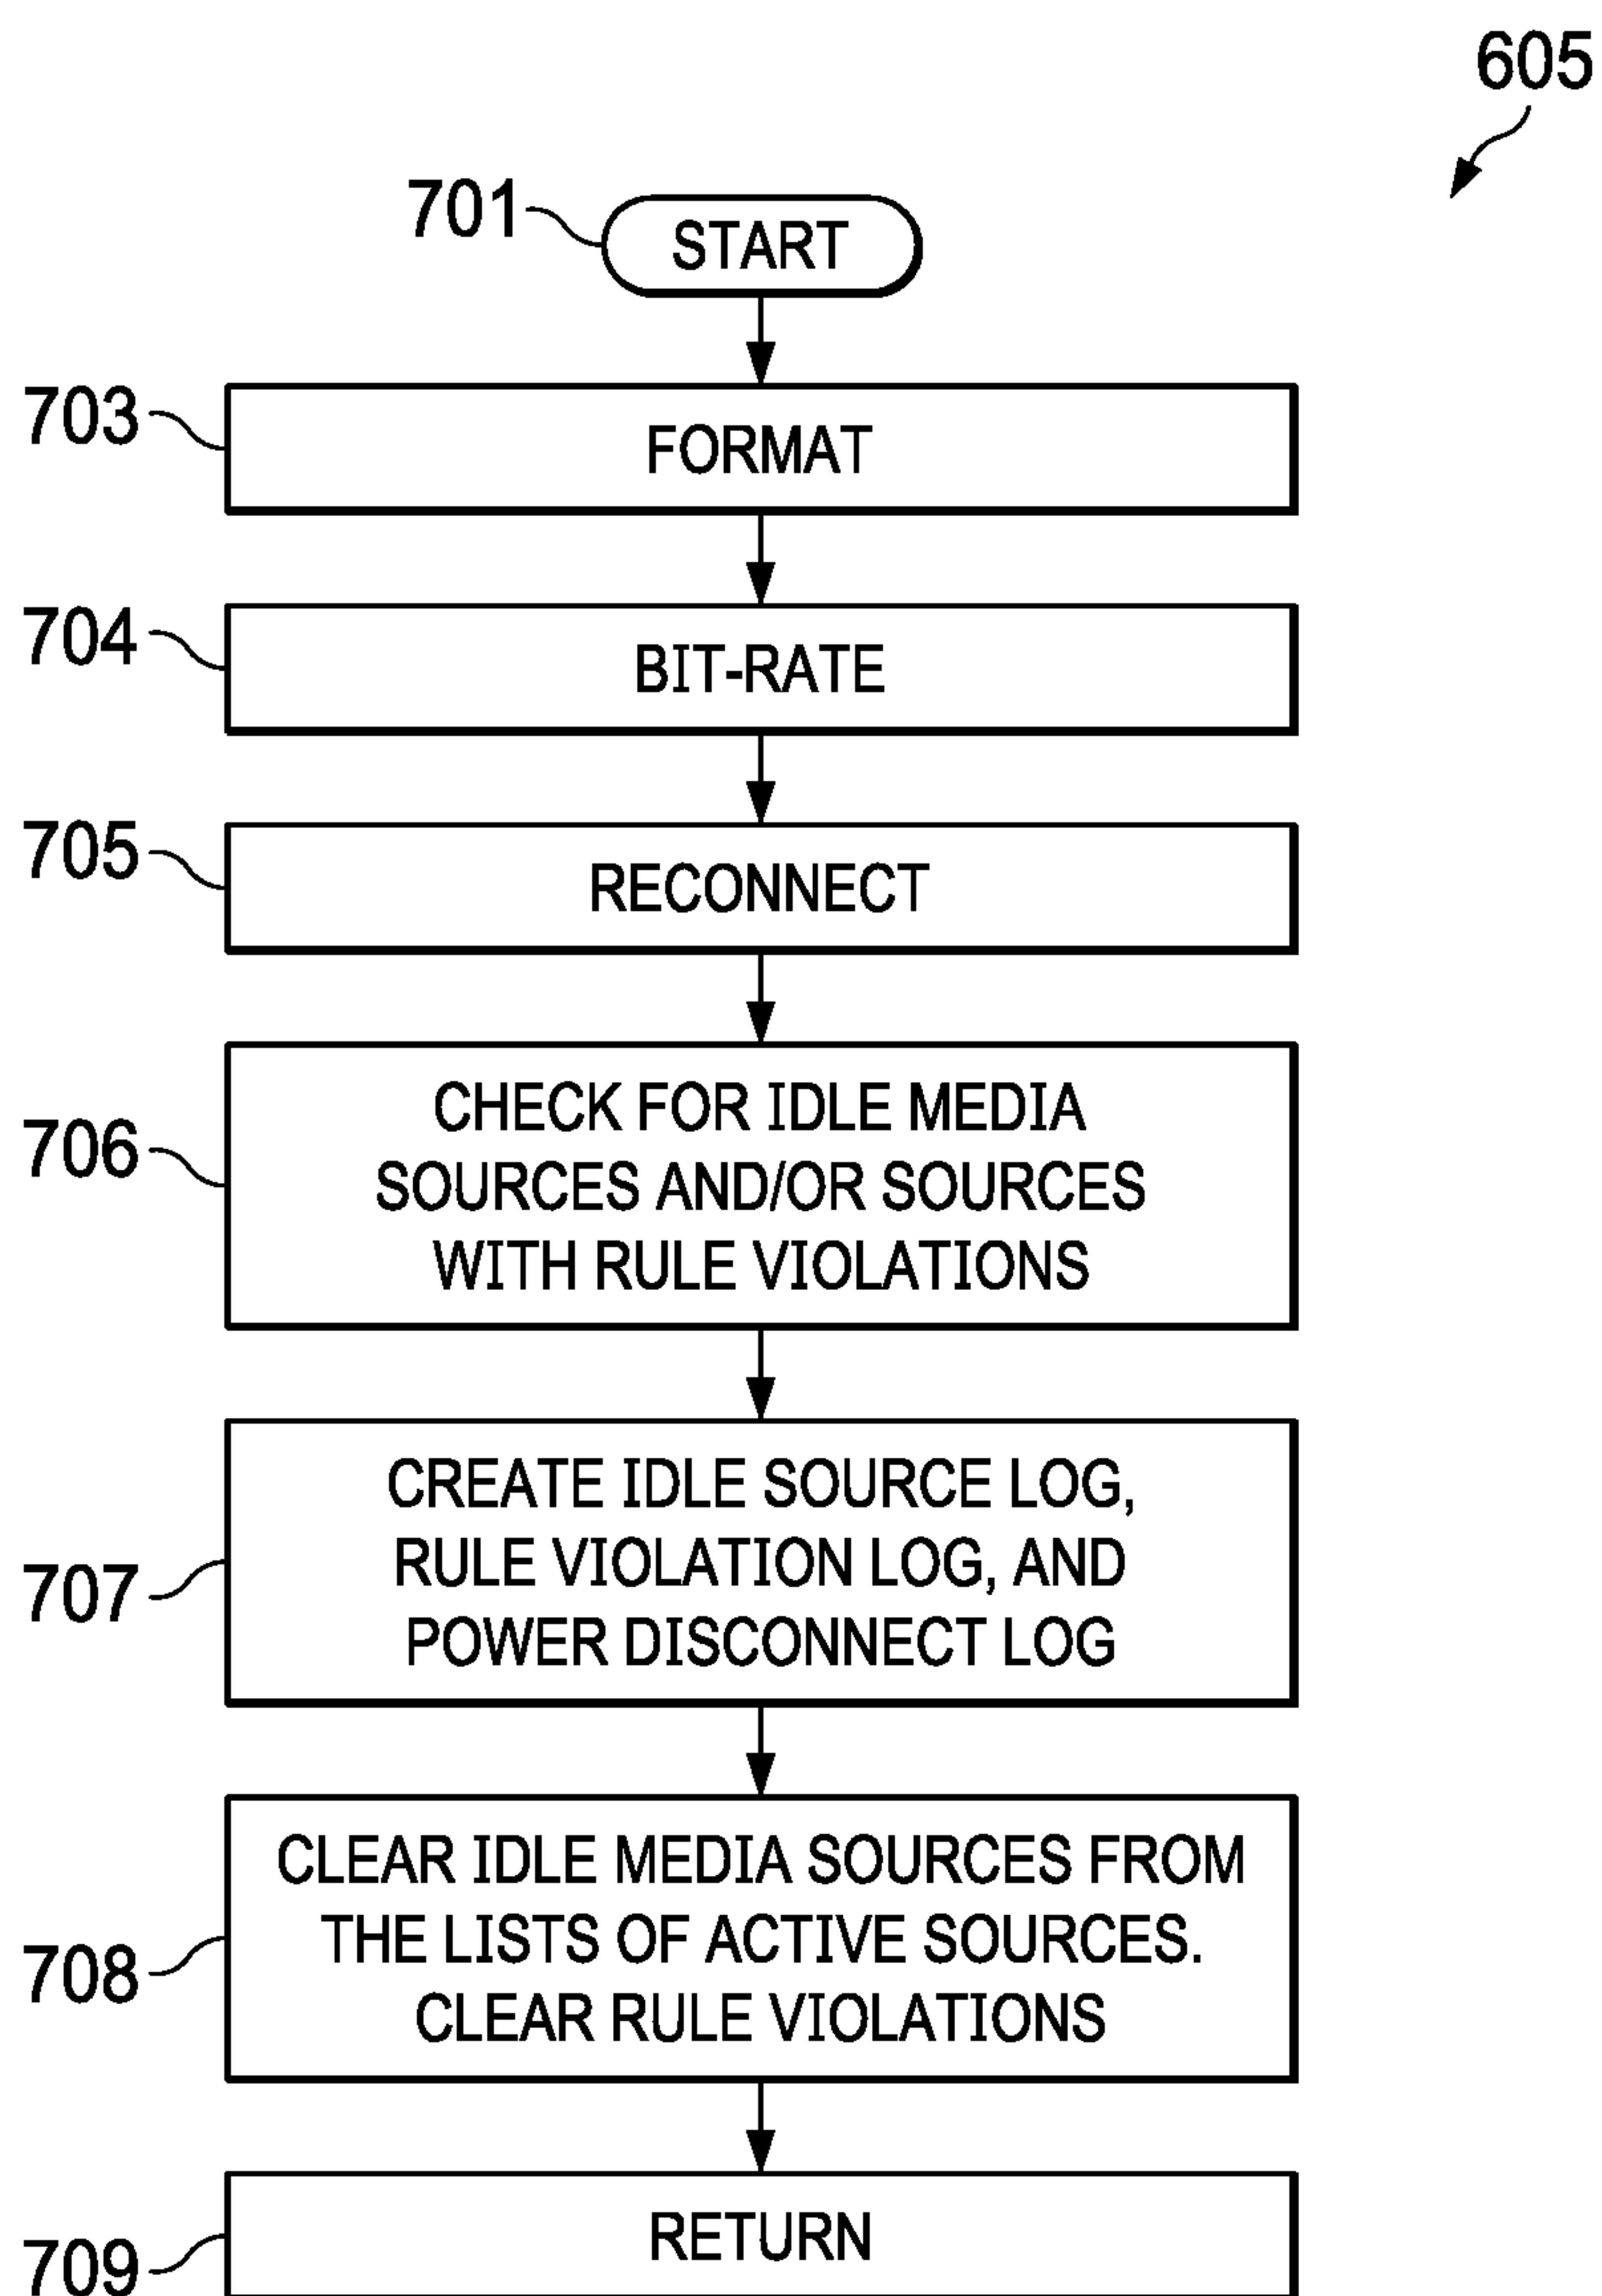 605
701
START
703
FORMAT
704
BIT-RATE
705
RECONNECT
706
CHECK FOR IDLE MEDIA
SOURCES AND/OR SOURCES
WITH RULE VIOLATIONS
707
CREATE IDLE SOURCE LOG,
RULE VIOLATION LOG, AND
POWER DISCONNECT LOG
708
CLEAR IDLE MEDIA SOURCES FROM
THE LISTS OF ACTIVE SOURCES.
CLEAR RULE VIOLATIONS
709
RETURN